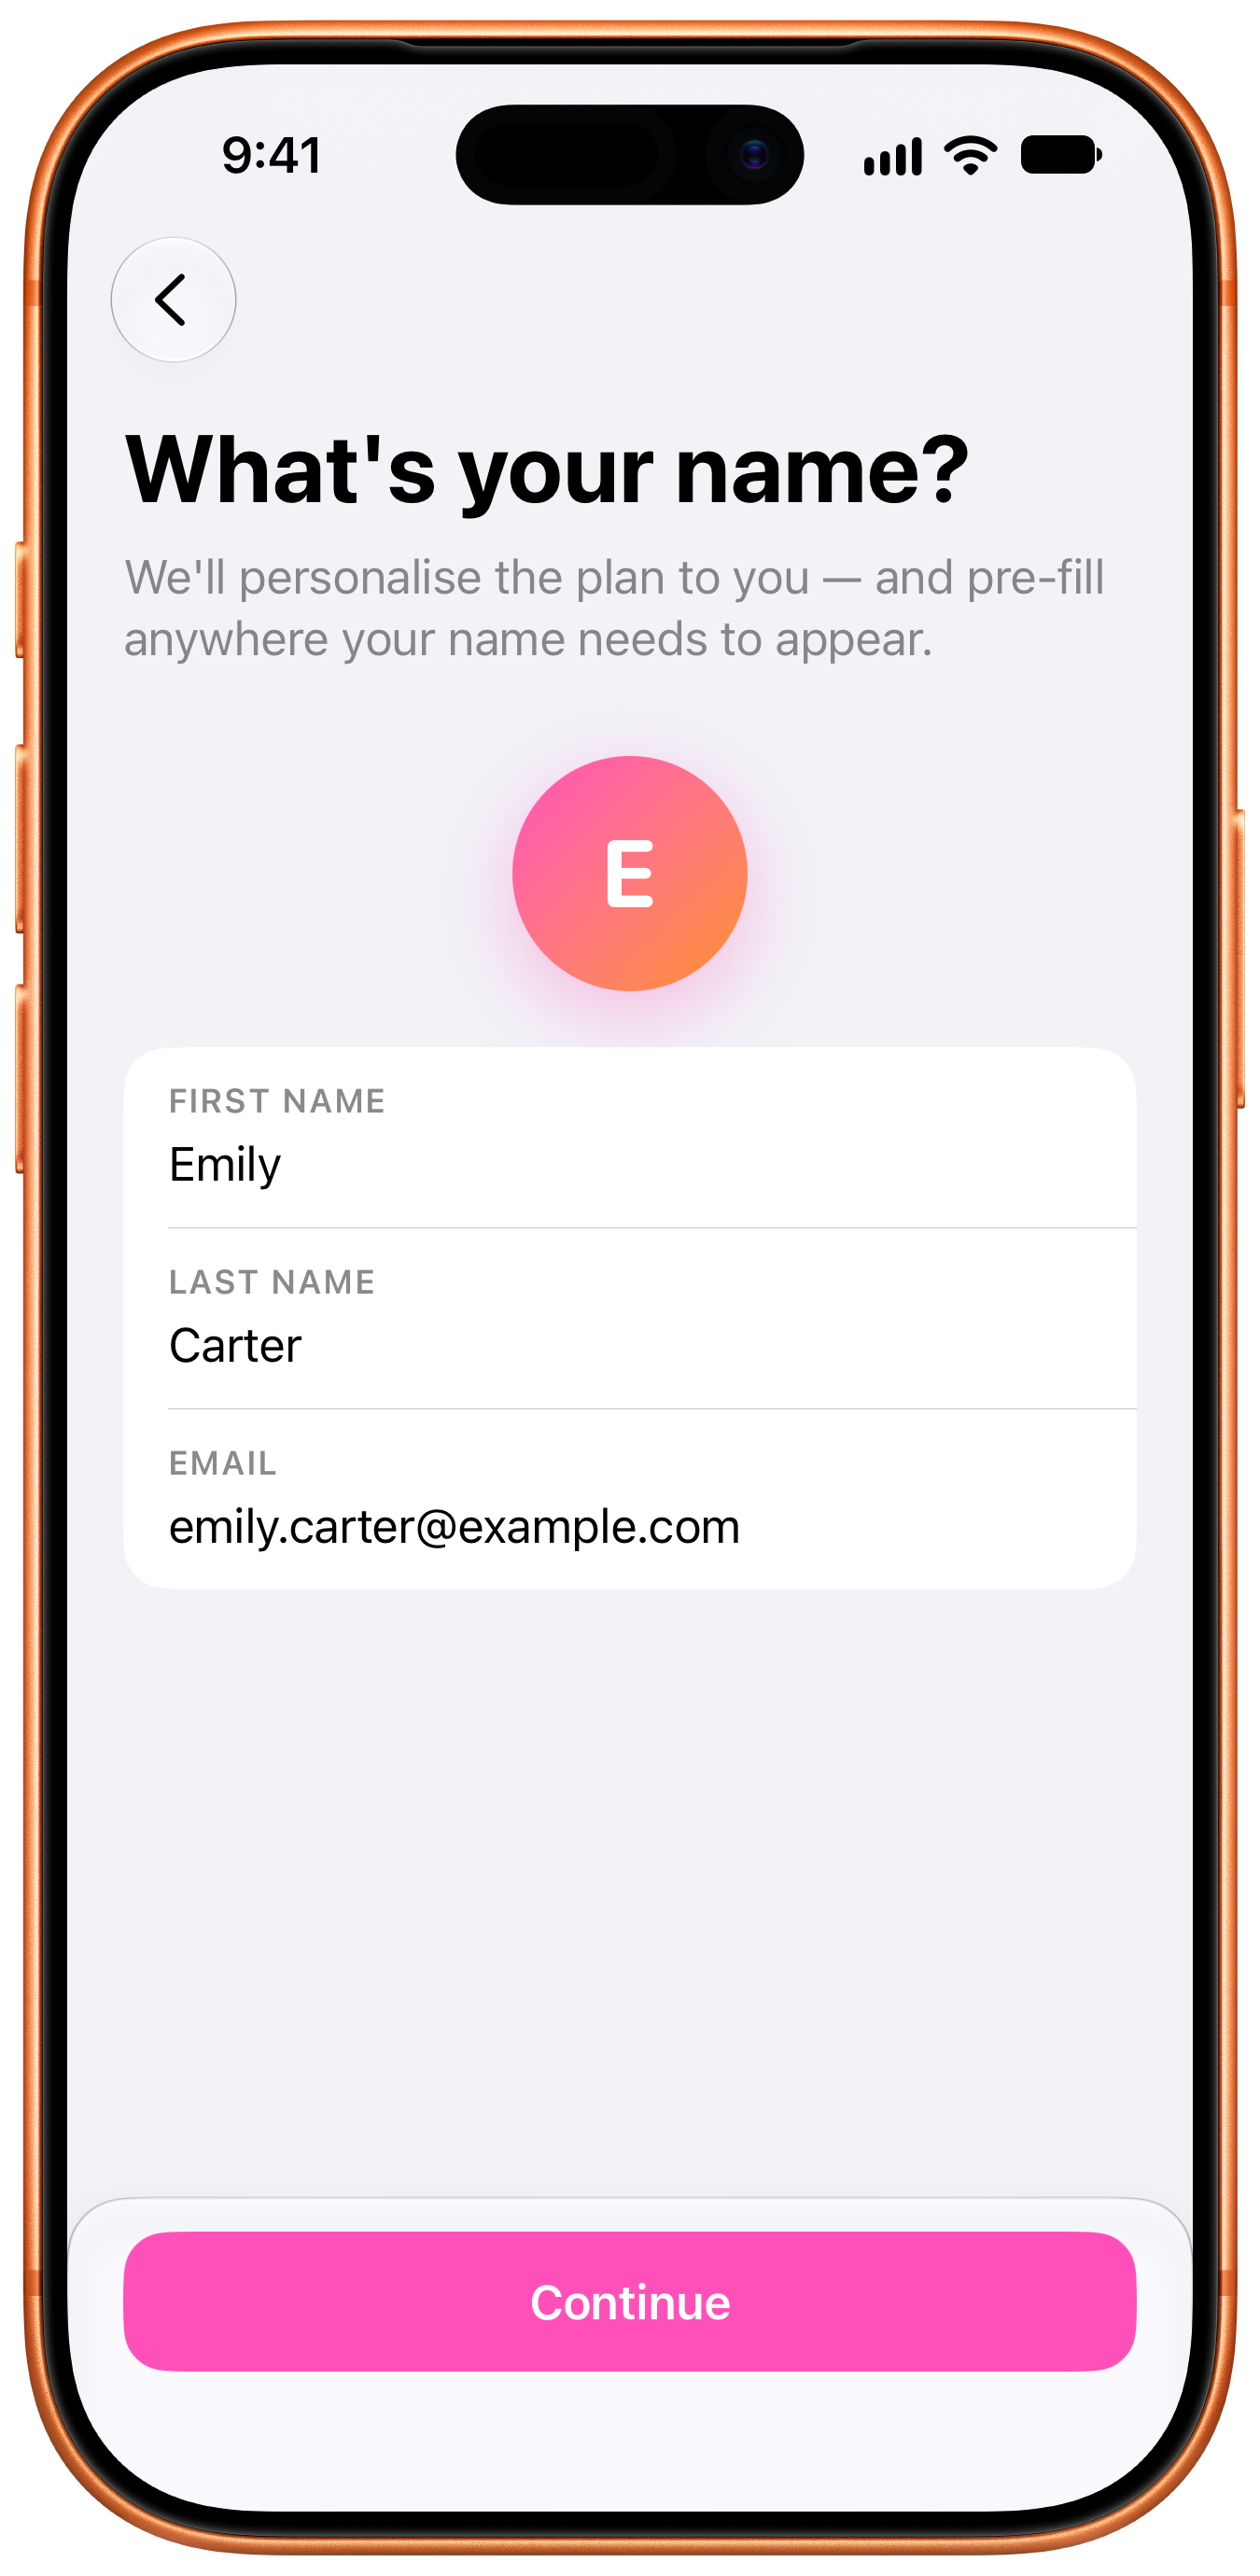 9:41
What's your name?
We'll personalise the plan to you — and pre-fill
anywhere your name needs to appear.
E
FIRST NAME
Emily
LAST NAME
Carter
EMAIL
emily.carter@example.com
Continue